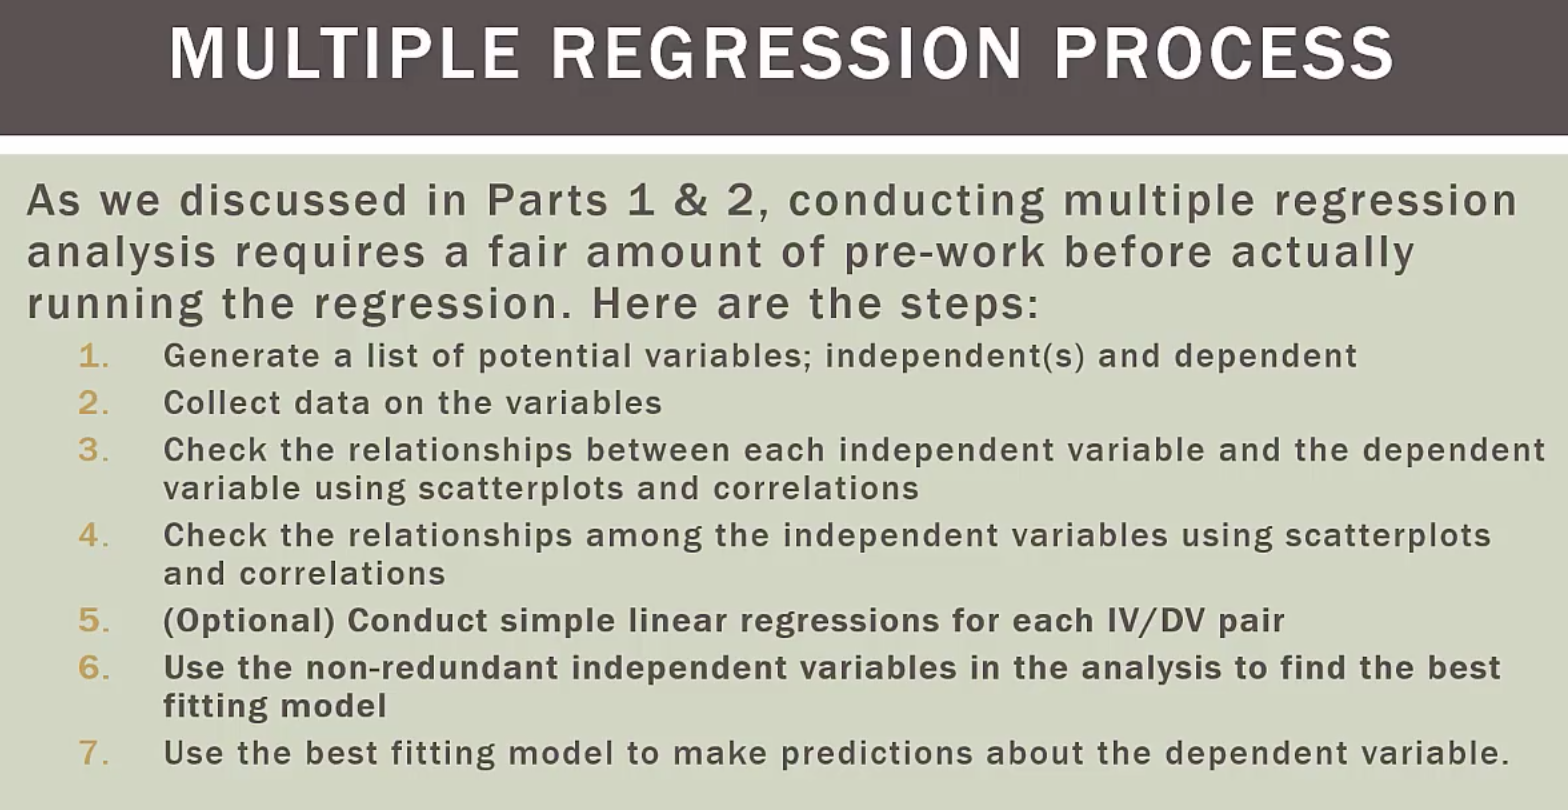 MULTIPLE REGRESSION PROCESS
As we discussed in Parts 1 & 2, conducting multiple regression
analysis requires a fair amount of pre-work before actually
running the regression. Here are the steps:
1. Generate a list of potential variables; independent(s) and dependent
2. Collect data on the variables
3. Check the relationships between each independent variable and the dependent
variable using scatterplots and correlations
4. Check the relationships among the independent variables using scatterplots
and correlations
5. (Optional) Conduct simple linear regressions for each IV/DV pair
6. Use the non-redundant independent variables in the analysis to find the best
fitting model
7. Use the best fitting model to make predictions about the dependent variable.